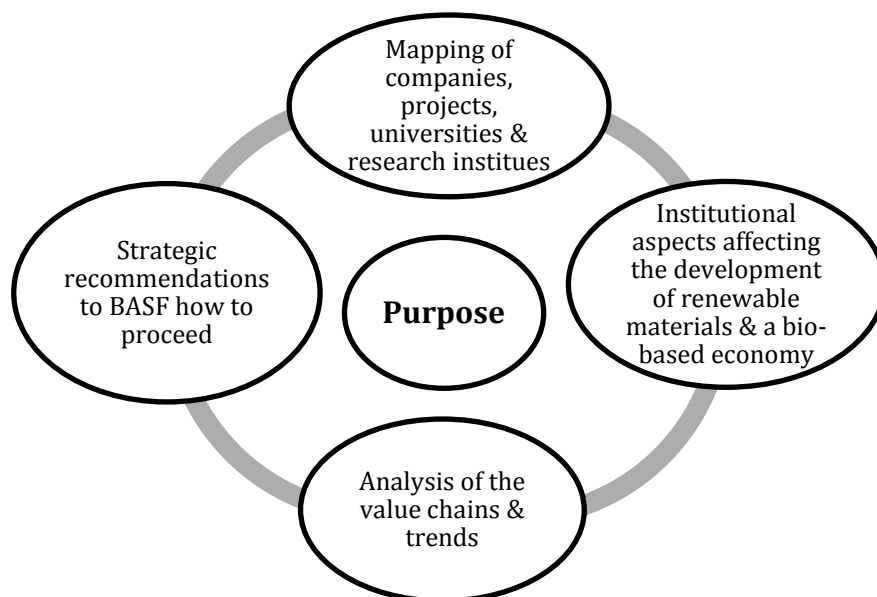 Mapping of
companies,
projects,
universities &
research institues
Institutional
aspects affecting
the development
of renewable
materials & a bio-
based economy
Strategic
recommendations
to BASF how to
proceed
Purpose
Analysis of the
value chains &
trends